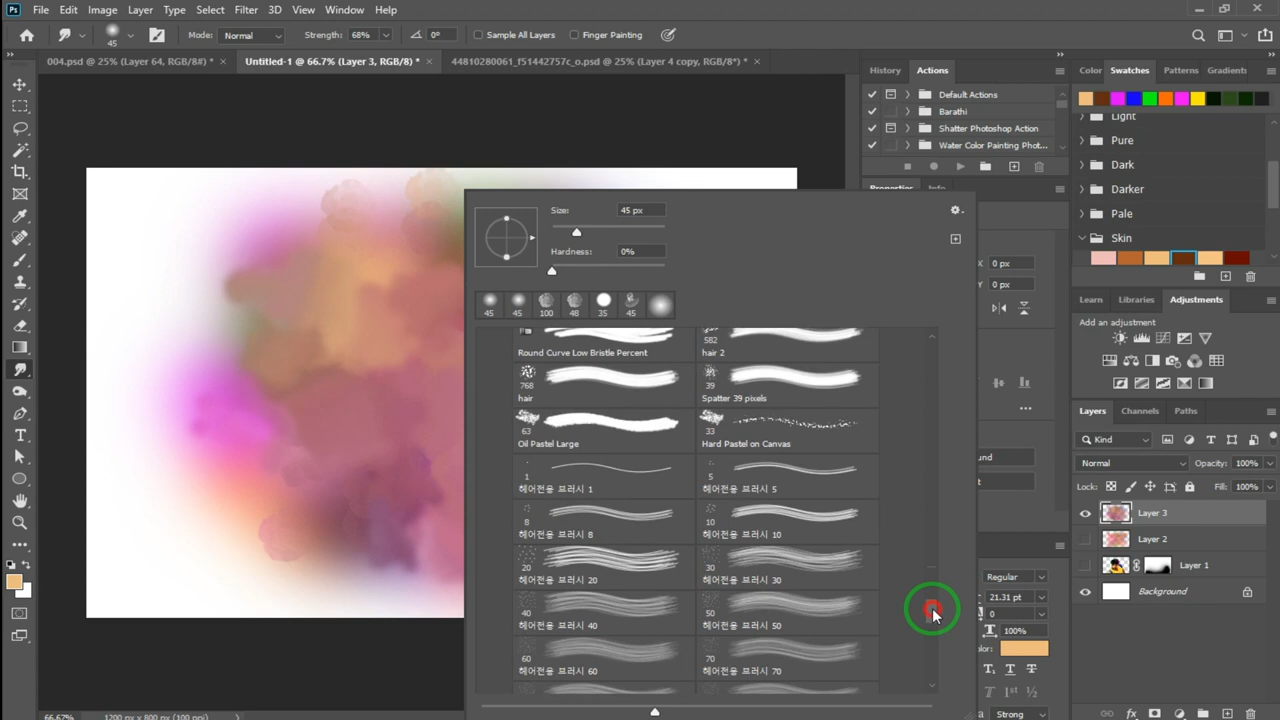 Ps File Edit Image Layer Type Select Filter 3D View Window Help
45 Mode: Normal Strength: 68% 0° Sample All Layers Finger Painting
004.psd @ 25% (Layer 64, RGB/8#) * × Untitled-1 @ 66.7% (Layer 3, RGB/8) * × 44810280061_f51442757c_o.psd @ 25% (Layer 4 copy, RGB/8*) * ×
History Actions
Default Actions
Barathi
Shatter Photoshop Action
Water Color Painting Phot...
Properties Info
X 0 px
Y 0 px
Color Swatches Patterns Gradients
Light
Pure
Dark
Darker
Pale
Skin
Learn Libraries Adjustments
Add an adjustment
Layers Channels Paths
Kind
Normal Opacity: 100%
Lock: Fill: 100%
Layer 3
Layer 2
Layer 1
Background
Size: 45 px
Hardness: 0%
45 45 100 48 35 45
582
Round Curve Low Bristle Percent hair 2
768 39
hair Spatter 39 pixels
63 33
Oil Pastel Large Hard Pastel on Canvas
1 5
헤어전용 브러시 1 헤어전용 브러시 5
8 10
헤어전용 브러시 8 헤어전용 브러시 10
20 30
헤어전용 브러시 20 헤어전용 브러시 30
40 50
헤어전용 브러시 40 헤어전용 브러시 50
60 70
헤어전용 브러시 60 헤어전용 브러시 70
Regular
21.31 pt
0
100%
Color:
T T T
T 1st ½
Strong
66.67% 1200 px x 800 px (100 ppi)